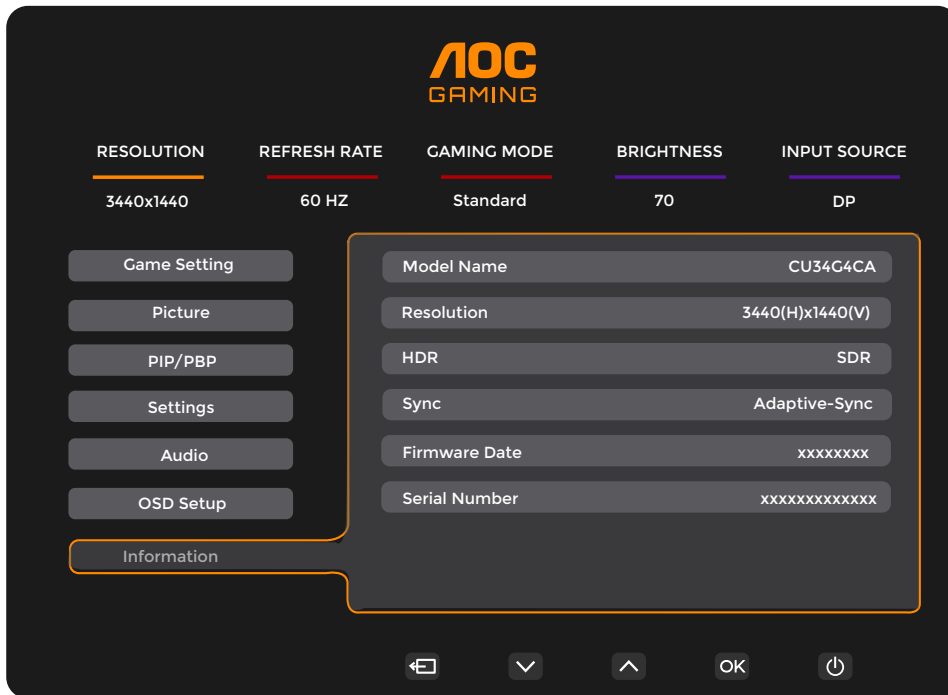 AOC
GAMING
RESOLUTION REFRESH RATE GAMING MODE BRIGHTNESS INPUT SOURCE
3440x1440 60 HZ Standard 70 DP
Game Setting
Picture
PIP/PBP
Settings
Audio
OSD Setup
Information
Model Name CU34G4CA
Resolution 3440(H)x1440(V)
HDR SDR
Sync Adaptive-Sync
Firmware Date xxxxxxxx
Serial Number xxxxxxxxxxxxx
OK